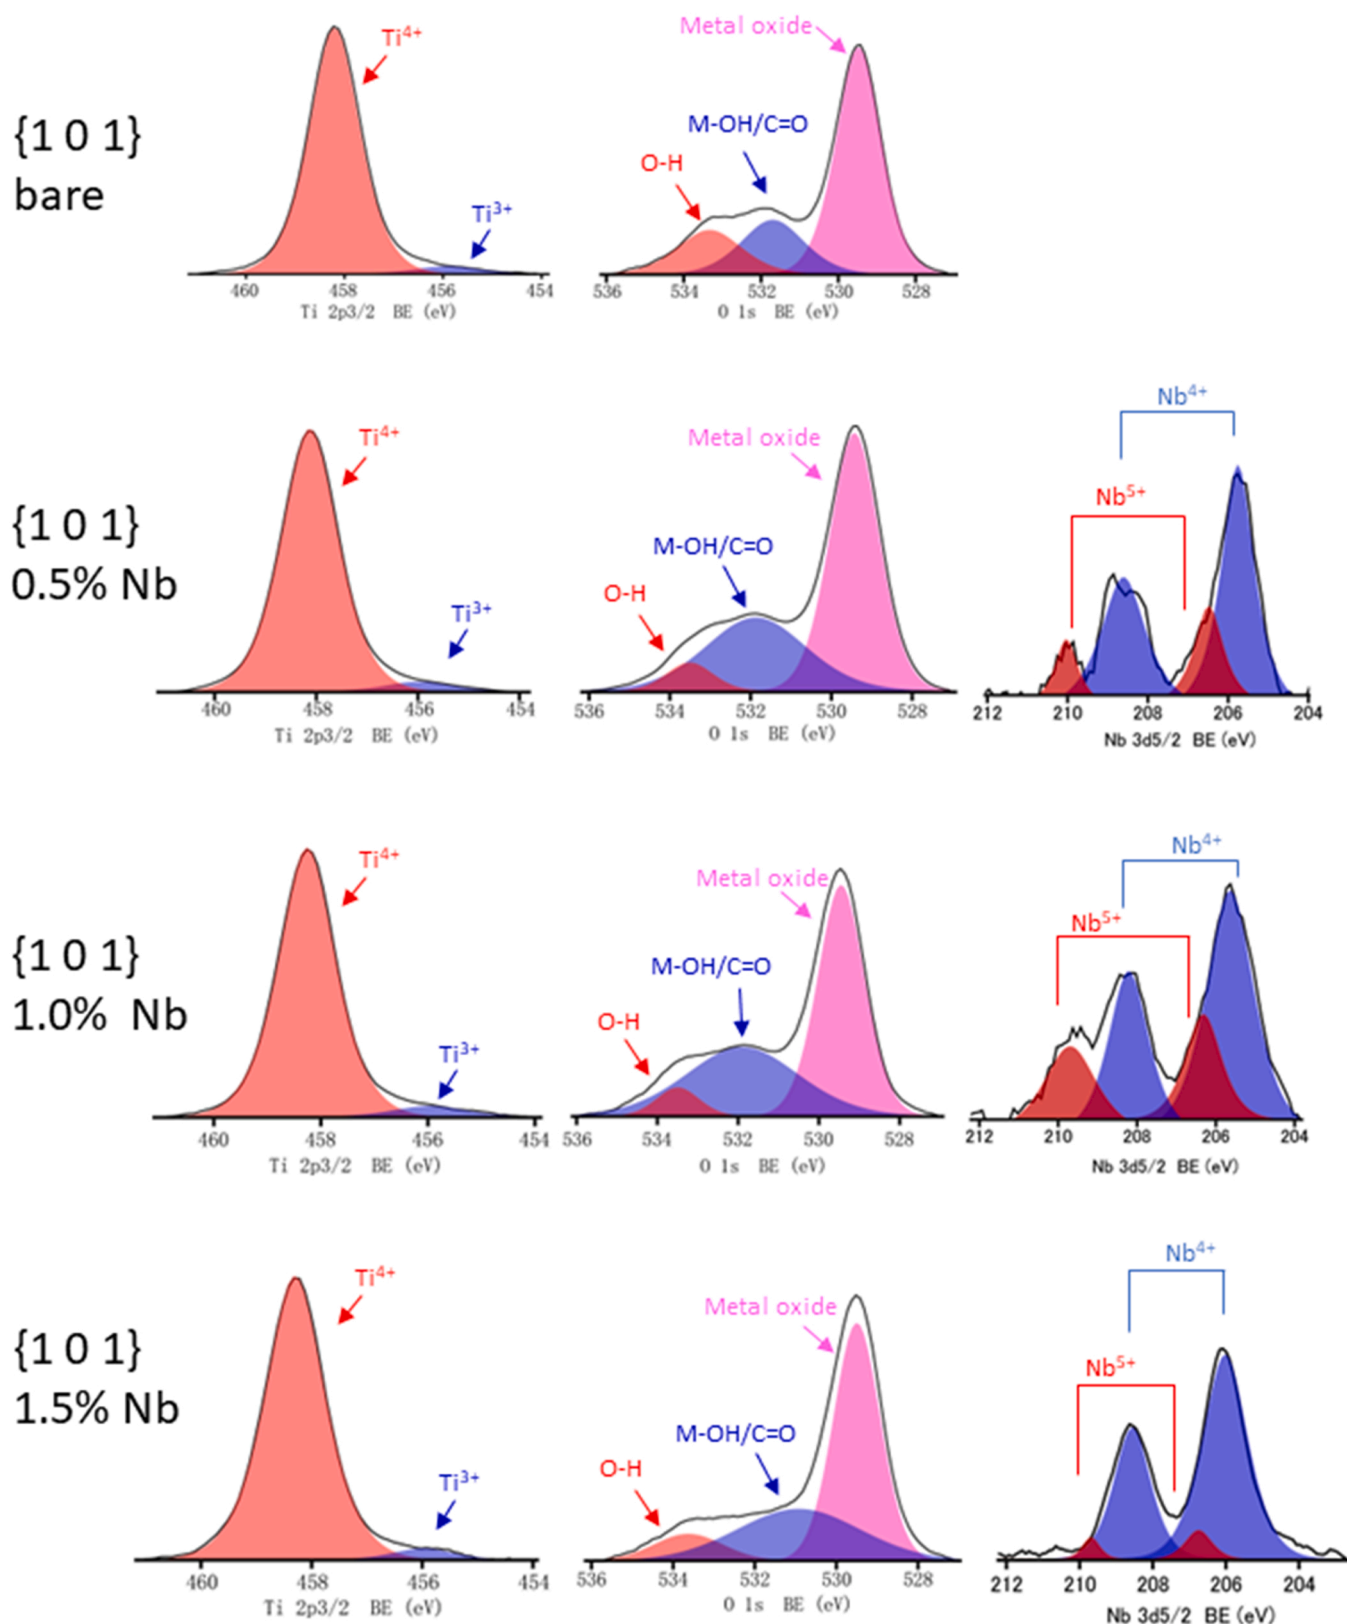 {1 0 1}
bare
Ti⁴⁺
Ti³⁺
460 458 456 454
Ti 2p3/2 BE (eV)
Metal oxide
M-OH/C=O
O-H
536 534 532 530 528
O 1s BE (eV)
{1 0 1}
0.5% Nb
Ti⁴⁺
Ti³⁺
460 458 456 454
Ti 2p3/2 BE (eV)
Metal oxide
M-OH/C=O
O-H
536 534 532 530 528
O 1s BE (eV)
Nb⁴⁺
Nb⁵⁺
212 210 208 206 204
Nb 3d5/2 BE (eV)
{1 0 1}
1.0% Nb
Ti⁴⁺
Ti³⁺
460 458 456 454
Ti 2p3/2 BE (eV)
Metal oxide
M-OH/C=O
O-H
536 534 532 530 528
O 1s BE (eV)
Nb⁴⁺
Nb⁵⁺
212 210 208 206 204
Nb 3d5/2 BE (eV)
{1 0 1}
1.5% Nb
Ti⁴⁺
Ti³⁺
460 458 456 454
Ti 2p3/2 BE (eV)
Metal oxide
M-OH/C=O
O-H
536 534 532 530 528
O 1s BE (eV)
Nb⁴⁺
Nb⁵⁺
212 210 208 206 204
Nb 3d5/2 BE (eV)